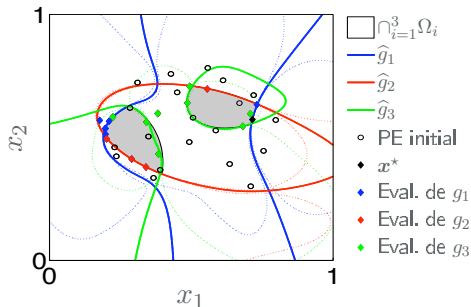 1
x₂
0
0
x₁
1
∩³ᵢ₌₁Ωᵢ
ĝ₁
ĝ₂
ĝ₃
PE initial
x⋆
Eval. de g₁
Eval. de g₂
Eval. de g₃